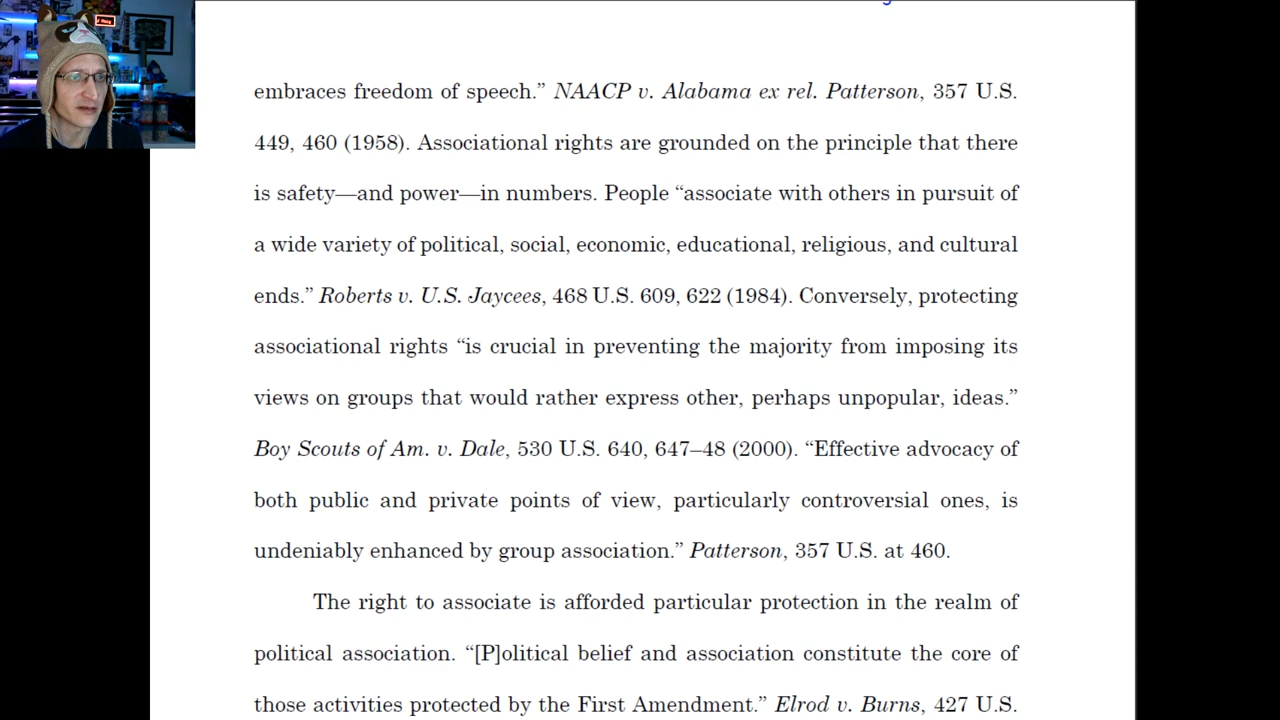 embraces freedom of speech.” NAACP v. Alabama ex rel. Patterson, 357 U.S.
449, 460 (1958). Associational rights are grounded on the principle that there
is safety—and power—in numbers. People “associate with others in pursuit of
a wide variety of political, social, economic, educational, religious, and cultural
ends.” Roberts v. U.S. Jaycees, 468 U.S. 609, 622 (1984). Conversely, protecting
associational rights “is crucial in preventing the majority from imposing its
views on groups that would rather express other, perhaps unpopular, ideas.”
Boy Scouts of Am. v. Dale, 530 U.S. 640, 647–48 (2000). “Effective advocacy of
both public and private points of view, particularly controversial ones, is
undeniably enhanced by group association.” Patterson, 357 U.S. at 460.
The right to associate is afforded particular protection in the realm of
political association. “[P]olitical belief and association constitute the core of
those activities protected by the First Amendment.” Elrod v. Burns, 427 U.S.